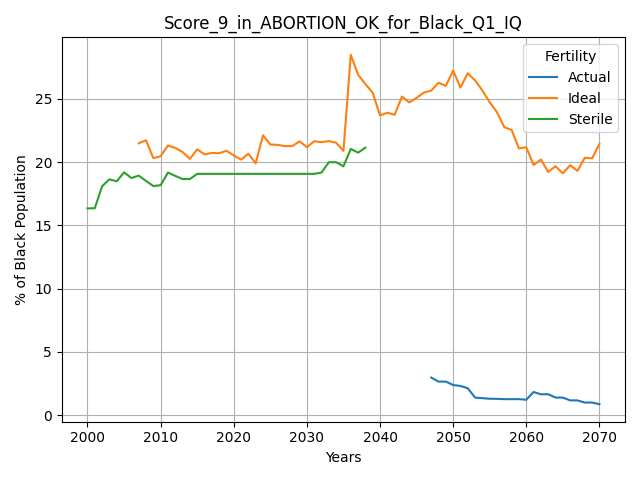 Score_9_in_ABORTION_OK_for_Black_Q1_IQ
Fertility
Actual
Ideal
Sterile
% of Black Population
25
20
15
10
5
0
2000 2010 2020 2030 2040 2050 2060 2070
Years